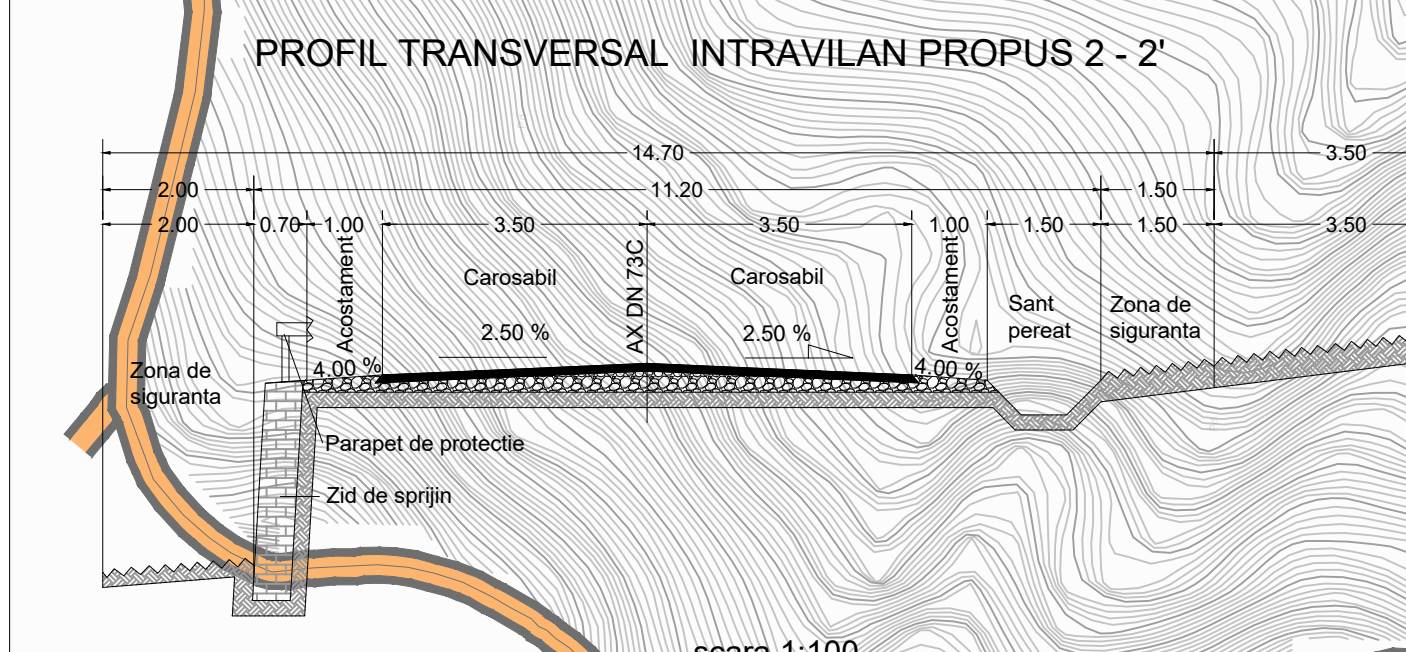 PROFIL TRANSVERSAL INTRAVILAN PROPUS 2 - 2'
14.70
3.50
2.00
11.20
1.50
2.00
0.70
1.00
3.50
3.50
1.00
1.50
1.50
3.50
Acostament
Carosabil
AX DN 73C
Carosabil
Acostament
Sant
pereat
Zona de
siguranta
2.50 %
2.50 %
4.00 %
4.00 %
Zona de
siguranta
Parapet de protectie
Zid de sprijin
scara 1:100